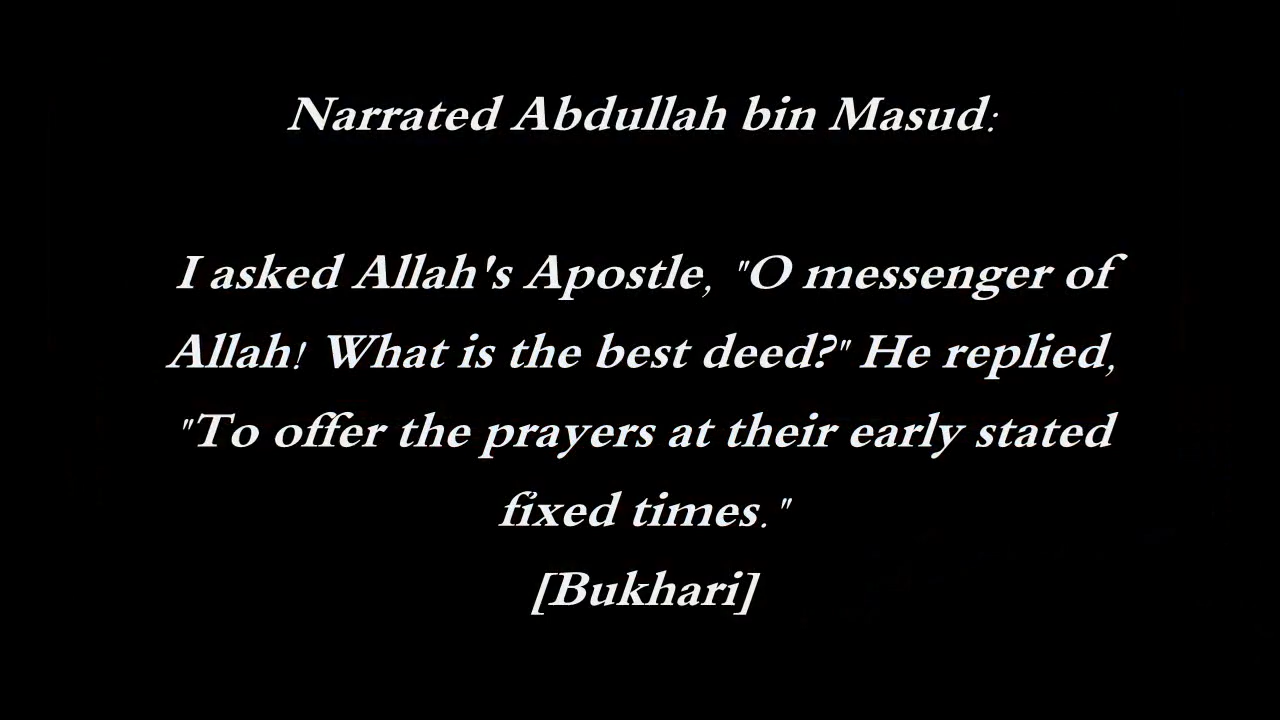 Narrated Abdullah bin Masud:
I asked Allah's Apostle, "O messenger of
Allah! What is the best deed?" He replied,
"To offer the prayers at their early stated
fixed times."
[Bukhari]